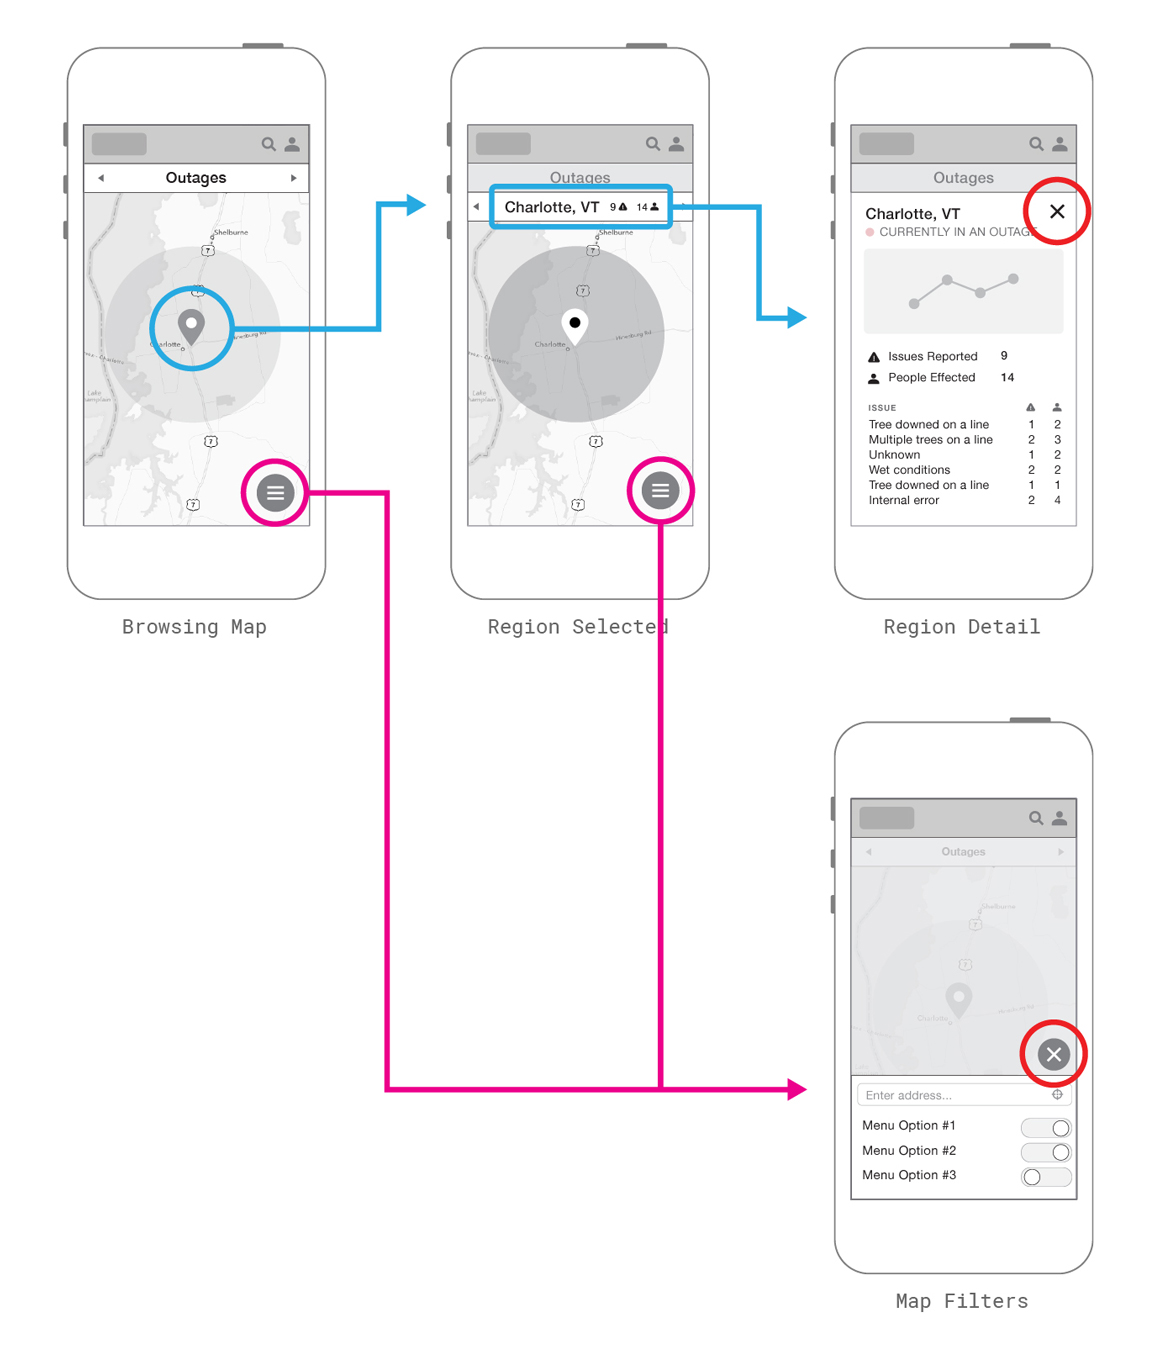 Outages
Shelburne
7
7
Charlotte
7
7
Browsing Map
Outages
Charlotte, VT 9 14
Shelburne
7
7
Charlotte
7
7
Region Selected
Outages
Charlotte, VT
CURRENTLY IN AN OUTAG
Issues Reported 9
People Effected 14
ISSUE
Tree downed on a line 1 2
Multiple trees on a line 2 3
Unknown 1 2
Wet conditions 2 2
Tree downed on a line 1 1
Internal error 2 4
Region Detail
Outages
Shelburne
7
7
Charlotte
Enter address...
Menu Option #1
Menu Option #2
Menu Option #3
Map Filters